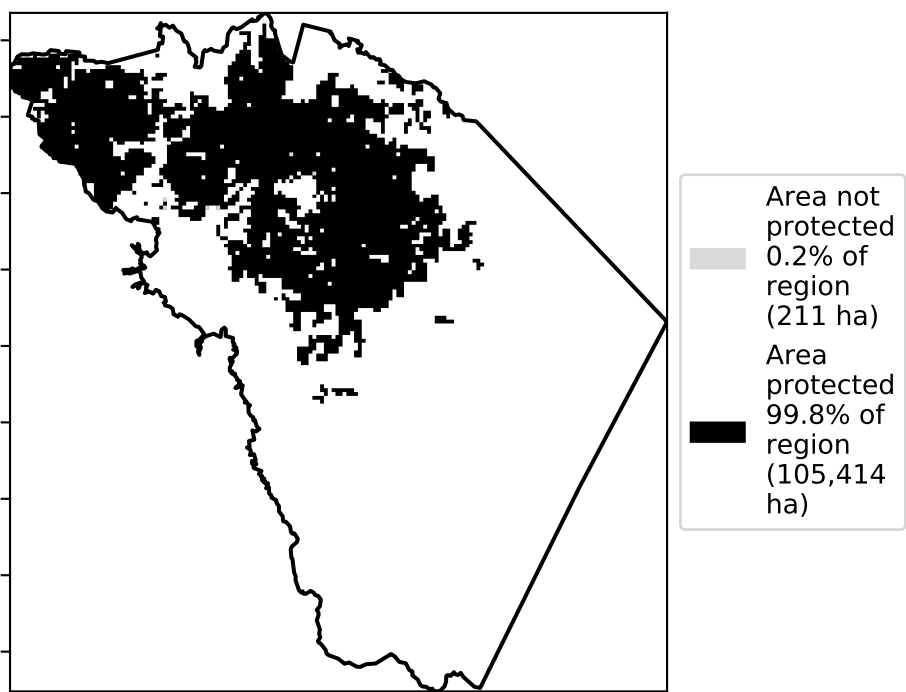 Area not
protected
0.2% of
region
(211 ha)
Area
protected
99.8% of
region
(105,414
ha)